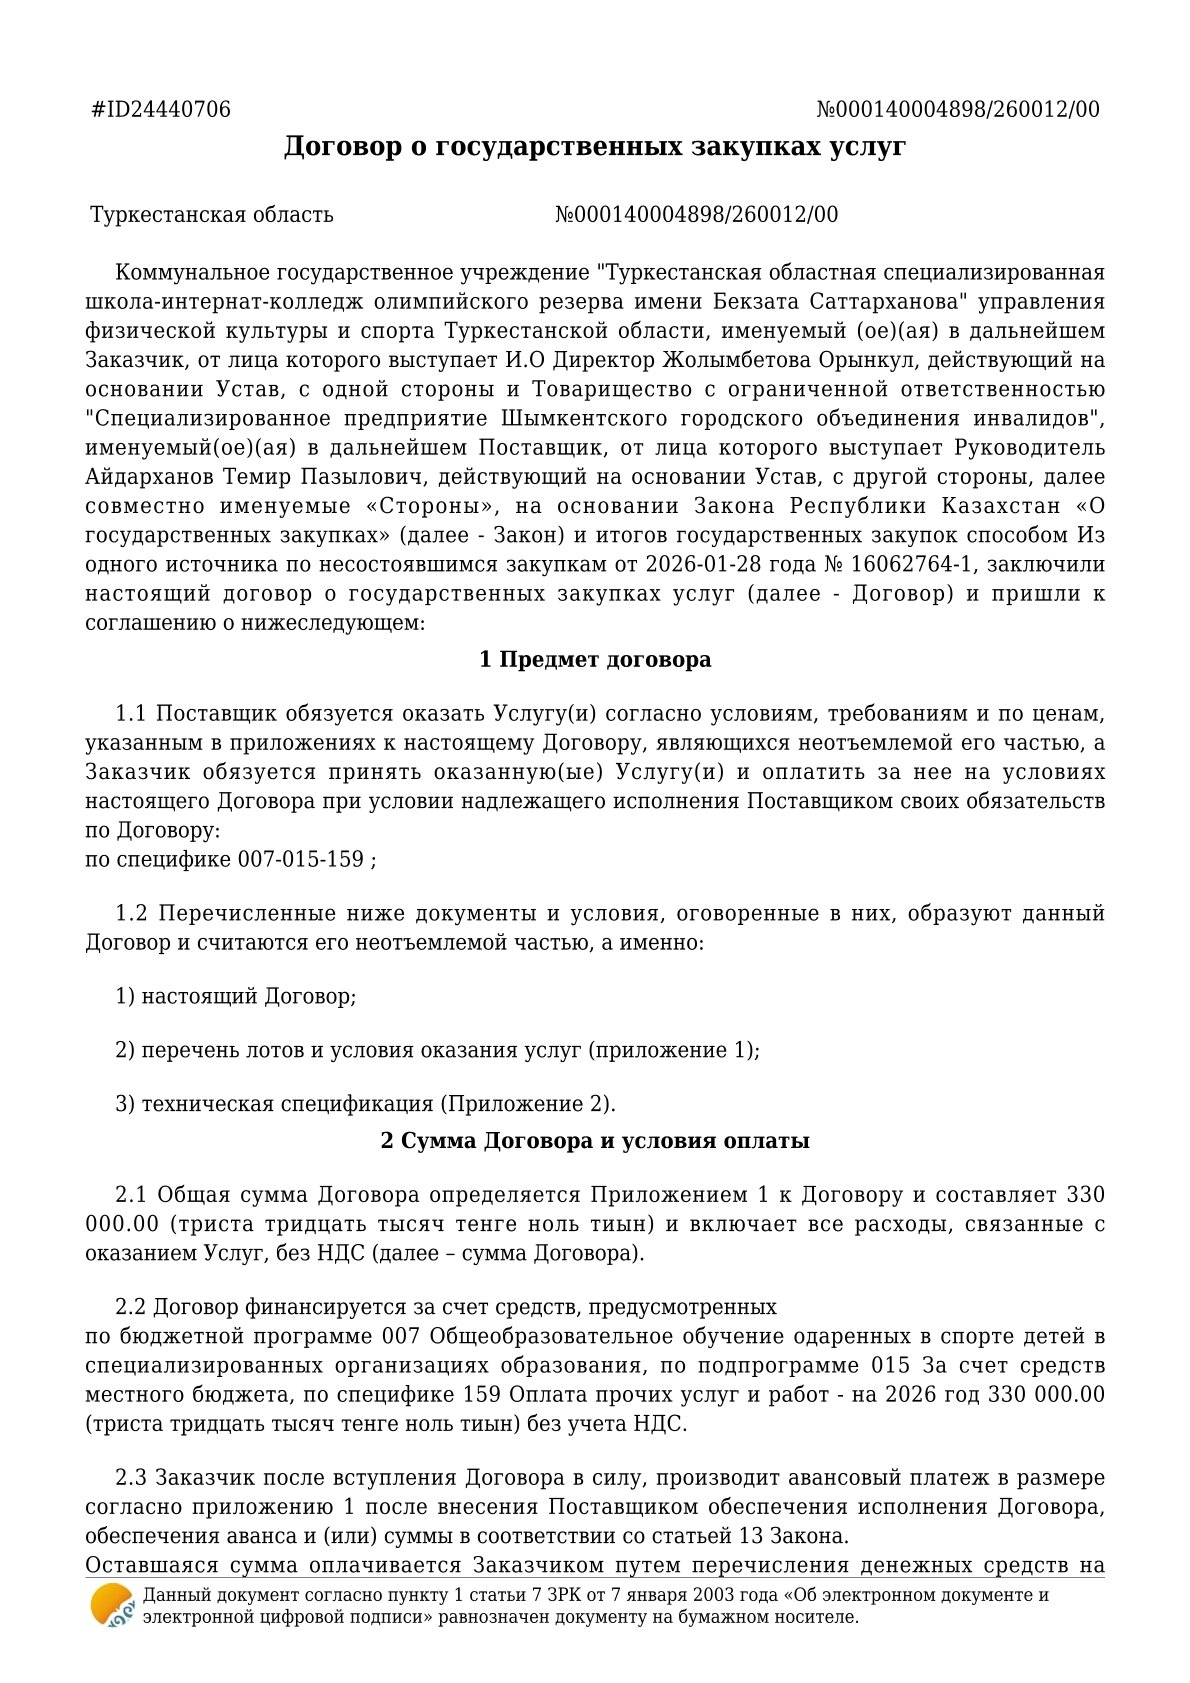 #ID24440706 №000140004898/260012/00
Договор о государственных закупках услуг
Туркестанская область №000140004898/260012/00
Коммунальное государственное учреждение "Туркестанская областная специализированная
школа-интернат-колледж олимпийского резерва имени Бекзата Саттарханова" управления
физической культуры и спорта Туркестанской области, именуемый (ое)(ая) в дальнейшем
Заказчик, от лица которого выступает И.О Директор Жолымбетова Орынкул, действующий на
основании Устав, с одной стороны и Товарищество с ограниченной ответственностью
"Специализированное предприятие Шымкентского городского объединения инвалидов",
именуемый(ое)(ая) в дальнейшем Поставщик, от лица которого выступает Руководитель
Айдарханов Темир Пазылович, действующий на основании Устав, с другой стороны, далее
совместно именуемые «Стороны», на основании Закона Республики Казахстан «О
государственных закупках» (далее - Закон) и итогов государственных закупок способом Из
одного источника по несостоявшимся закупкам от 2026-01-28 года № 16062764-1, заключили
настоящий договор о государственных закупках услуг (далее - Договор) и пришли к
соглашению о нижеследующем:
1 Предмет договора
1.1 Поставщик обязуется оказать Услугу(и) согласно условиям, требованиям и по ценам,
указанным в приложениях к настоящему Договору, являющихся неотъемлемой его частью, а
Заказчик обязуется принять оказанную(ые) Услугу(и) и оплатить за нее на условиях
настоящего Договора при условии надлежащего исполнения Поставщиком своих обязательств
по Договору:
по специфике 007-015-159 ;
1.2 Перечисленные ниже документы и условия, оговоренные в них, образуют данный
Договор и считаются его неотъемлемой частью, а именно:
1) настоящий Договор;
2) перечень лотов и условия оказания услуг (приложение 1);
3) техническая спецификация (Приложение 2).
2 Сумма Договора и условия оплаты
2.1 Общая сумма Договора определяется Приложением 1 к Договору и составляет 330
000.00 (триста тридцать тысяч тенге ноль тиын) и включает все расходы, связанные с
оказанием Услуг, без НДС (далее – сумма Договора).
2.2 Договор финансируется за счет средств, предусмотренных
по бюджетной программе 007 Общеобразовательное обучение одаренных в спорте детей в
специализированных организациях образования, по подпрограмме 015 За счет средств
местного бюджета, по специфике 159 Оплата прочих услуг и работ - на 2026 год 330 000.00
(триста тридцать тысяч тенге ноль тиын) без учета НДС.
2.3 Заказчик после вступления Договора в силу, производит авансовый платеж в размере
согласно приложению 1 после внесения Поставщиком обеспечения исполнения Договора,
обеспечения аванса и (или) суммы в соответствии со статьей 13 Закона.
Оставшаяся сумма оплачивается Заказчиком путем перечисления денежных средств на
Данный документ согласно пункту 1 статьи 7 ЗРК от 7 января 2003 года «Об электронном документе и
электронной цифровой подписи» равнозначен документу на бумажном носителе.